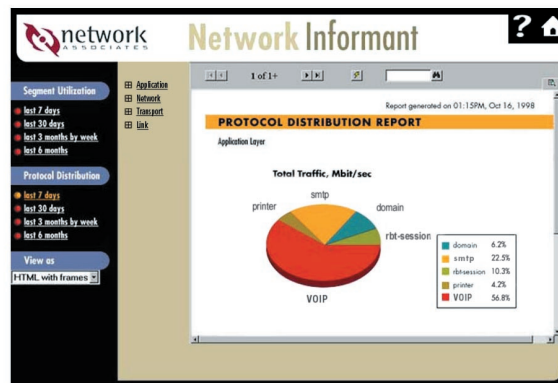 network
ASSOCIATES
Network Informant
?
Segment Utilization
last 7 days
last 30 days
last 3 months by week
last 6 months
Protocol Distribution
last 7 days
last 30 days
last 3 months by week
last 6 months
View as
HTML with frames
Application
Network
Transport
Link
1 of 1+
Report generated on 01:15PM, Oct 16, 1998
PROTOCOL DISTRIBUTION REPORT
Application Layer
Total Traffic, Mbit/sec
smtp
printer
domain
rbt-session
VOIP
domain 6.2%
smtp 22.5%
rbt-session 10.3%
printer 4.2%
VOIP 56.8%